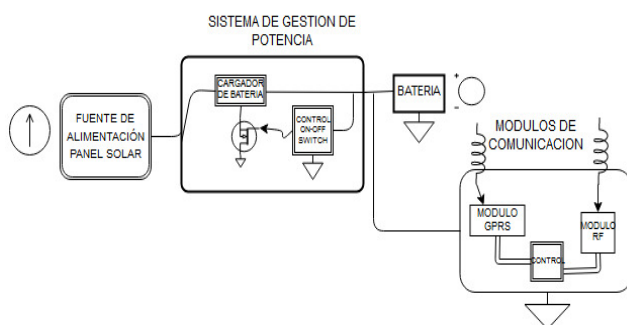 SISTEMA DE GESTION DE
POTENCIA
FUENTE DE
ALIMENTACIÓN
PANEL SOLAR
CARGADOR
DE BATERIA
CONTROL
ON-OFF
SWITCH
BATERIA
+
-
MODULOS DE
COMUNICACION
MODULO
GPRS
MODULO
RF
CONTROL